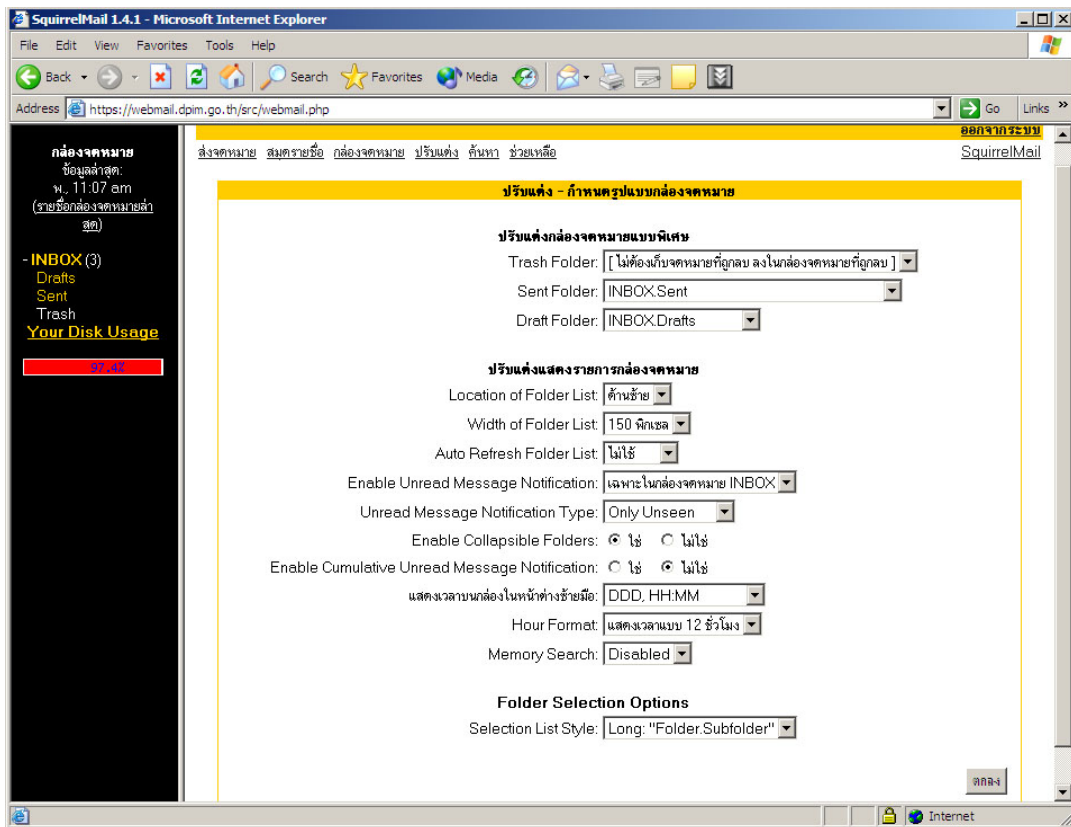 SquirrelMail 1.4.1 - Microsoft Internet Explorer
File Edit View Favorites Tools Help
Back Search Favorites Media
Address https://webmail.dpim.go.th/src/webmail.php Go Links »
ออกจากระบบ
กล่องจดหมาย
ข้อมูลล่าสุด:
พ., 11:07 am
(รายชื่อกล่องจดหมายล่า
สุด)
- INBOX (3)
Drafts
Sent
Trash
Your Disk Usage
97.4%
ส่งจดหมาย สมุดรายชื่อ กล่องจดหมาย ปรับแต่ง ค้นหา ช่วยเหลือ SquirrelMail
ปรับแต่ง - กำหนดรูปแบบกล่องจดหมาย
ปรับแต่งกล่องจดหมายแบบพิเศษ
Trash Folder: [ ไม่ต้องเก็บจดหมายที่ถูกลบ ลงในกล่องจดหมายที่ถูกลบ ]
Sent Folder: INBOX.Sent
Draft Folder: INBOX.Drafts
ปรับแต่งแสดงรายการกล่องจดหมาย
Location of Folder List: ด้านซ้าย
Width of Folder List: 150 พิกเซล
Auto Refresh Folder List: ไม่ใช้
Enable Unread Message Notification: เฉพาะในกล่องจดหมาย INBOX
Unread Message Notification Type: Only Unseen
Enable Collapsible Folders: ใช่ ไม่ใช่
Enable Cumulative Unread Message Notification: ใช่ ไม่ใช่
แสดงเวลาบนกล่องในหน้าต่างซ้ายมือ: DDD, HH:MM
Hour Format: แสดงเวลาแบบ 12 ชั่วโมง
Memory Search: Disabled
Folder Selection Options
Selection List Style: Long: "Folder.Subfolder"
ตกลง
Internet